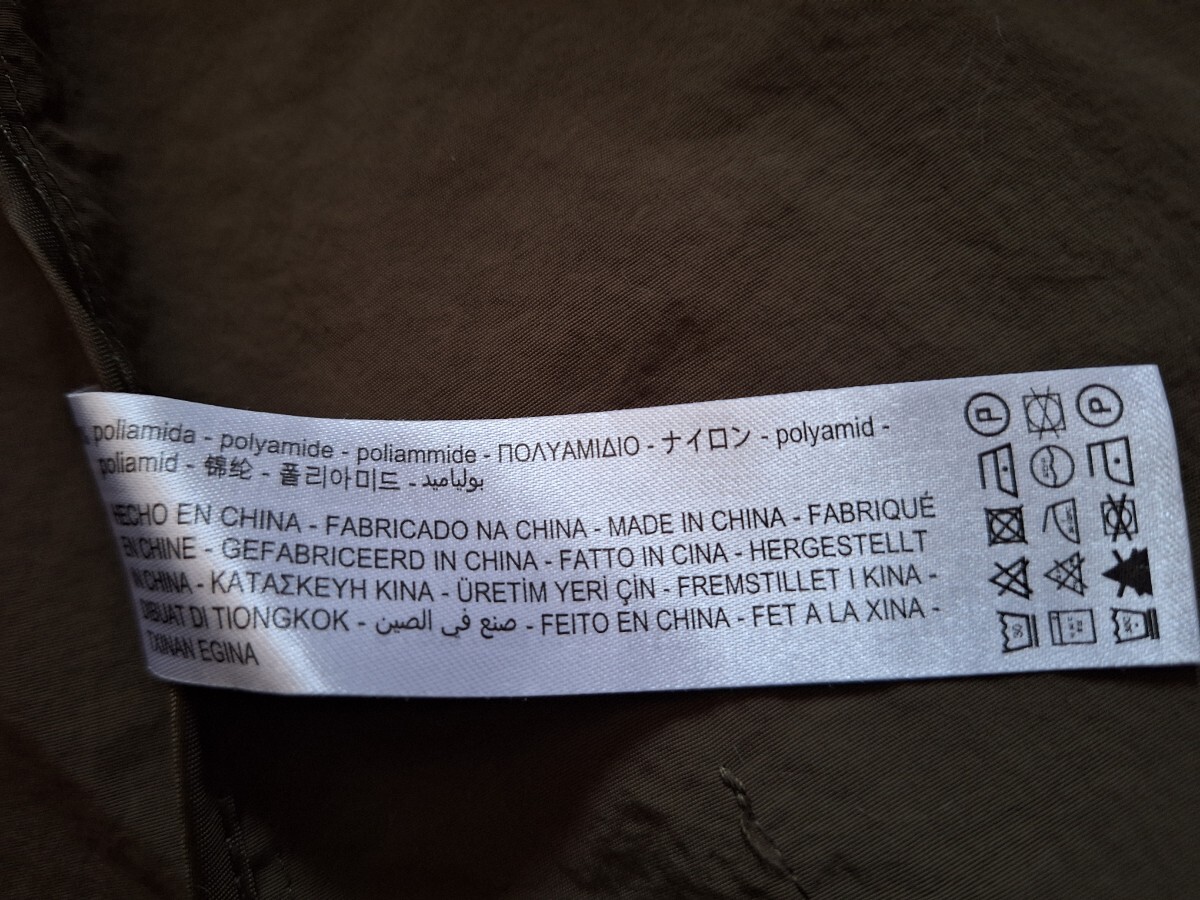 poliamida - polyamide - poliammide - ΠΟΛΥΑΜΙΔΙΟ - ナイロン - polyamid -
poliamid - 锦纶 - 폴리아미드 - بولياميد
HECHO EN CHINA - FABRICADO NA CHINA - MADE IN CHINA - FABRIQUÉ
EN CHINE - GEFABRICEERD IN CHINA - FATTO IN CINA - HERGESTELLT
IN CHINA - ΚΑΤΑΣΚΕΥΗ ΚΙΝΑ - ÜRETİM YERİ ÇİN - FREMSTILLET I KINA -
DIBUAT DI TIONGKOK - صنع في الصين - FEITO EN CHINA - FET A LA XINA -
TXINAN EGINA
P
P
30